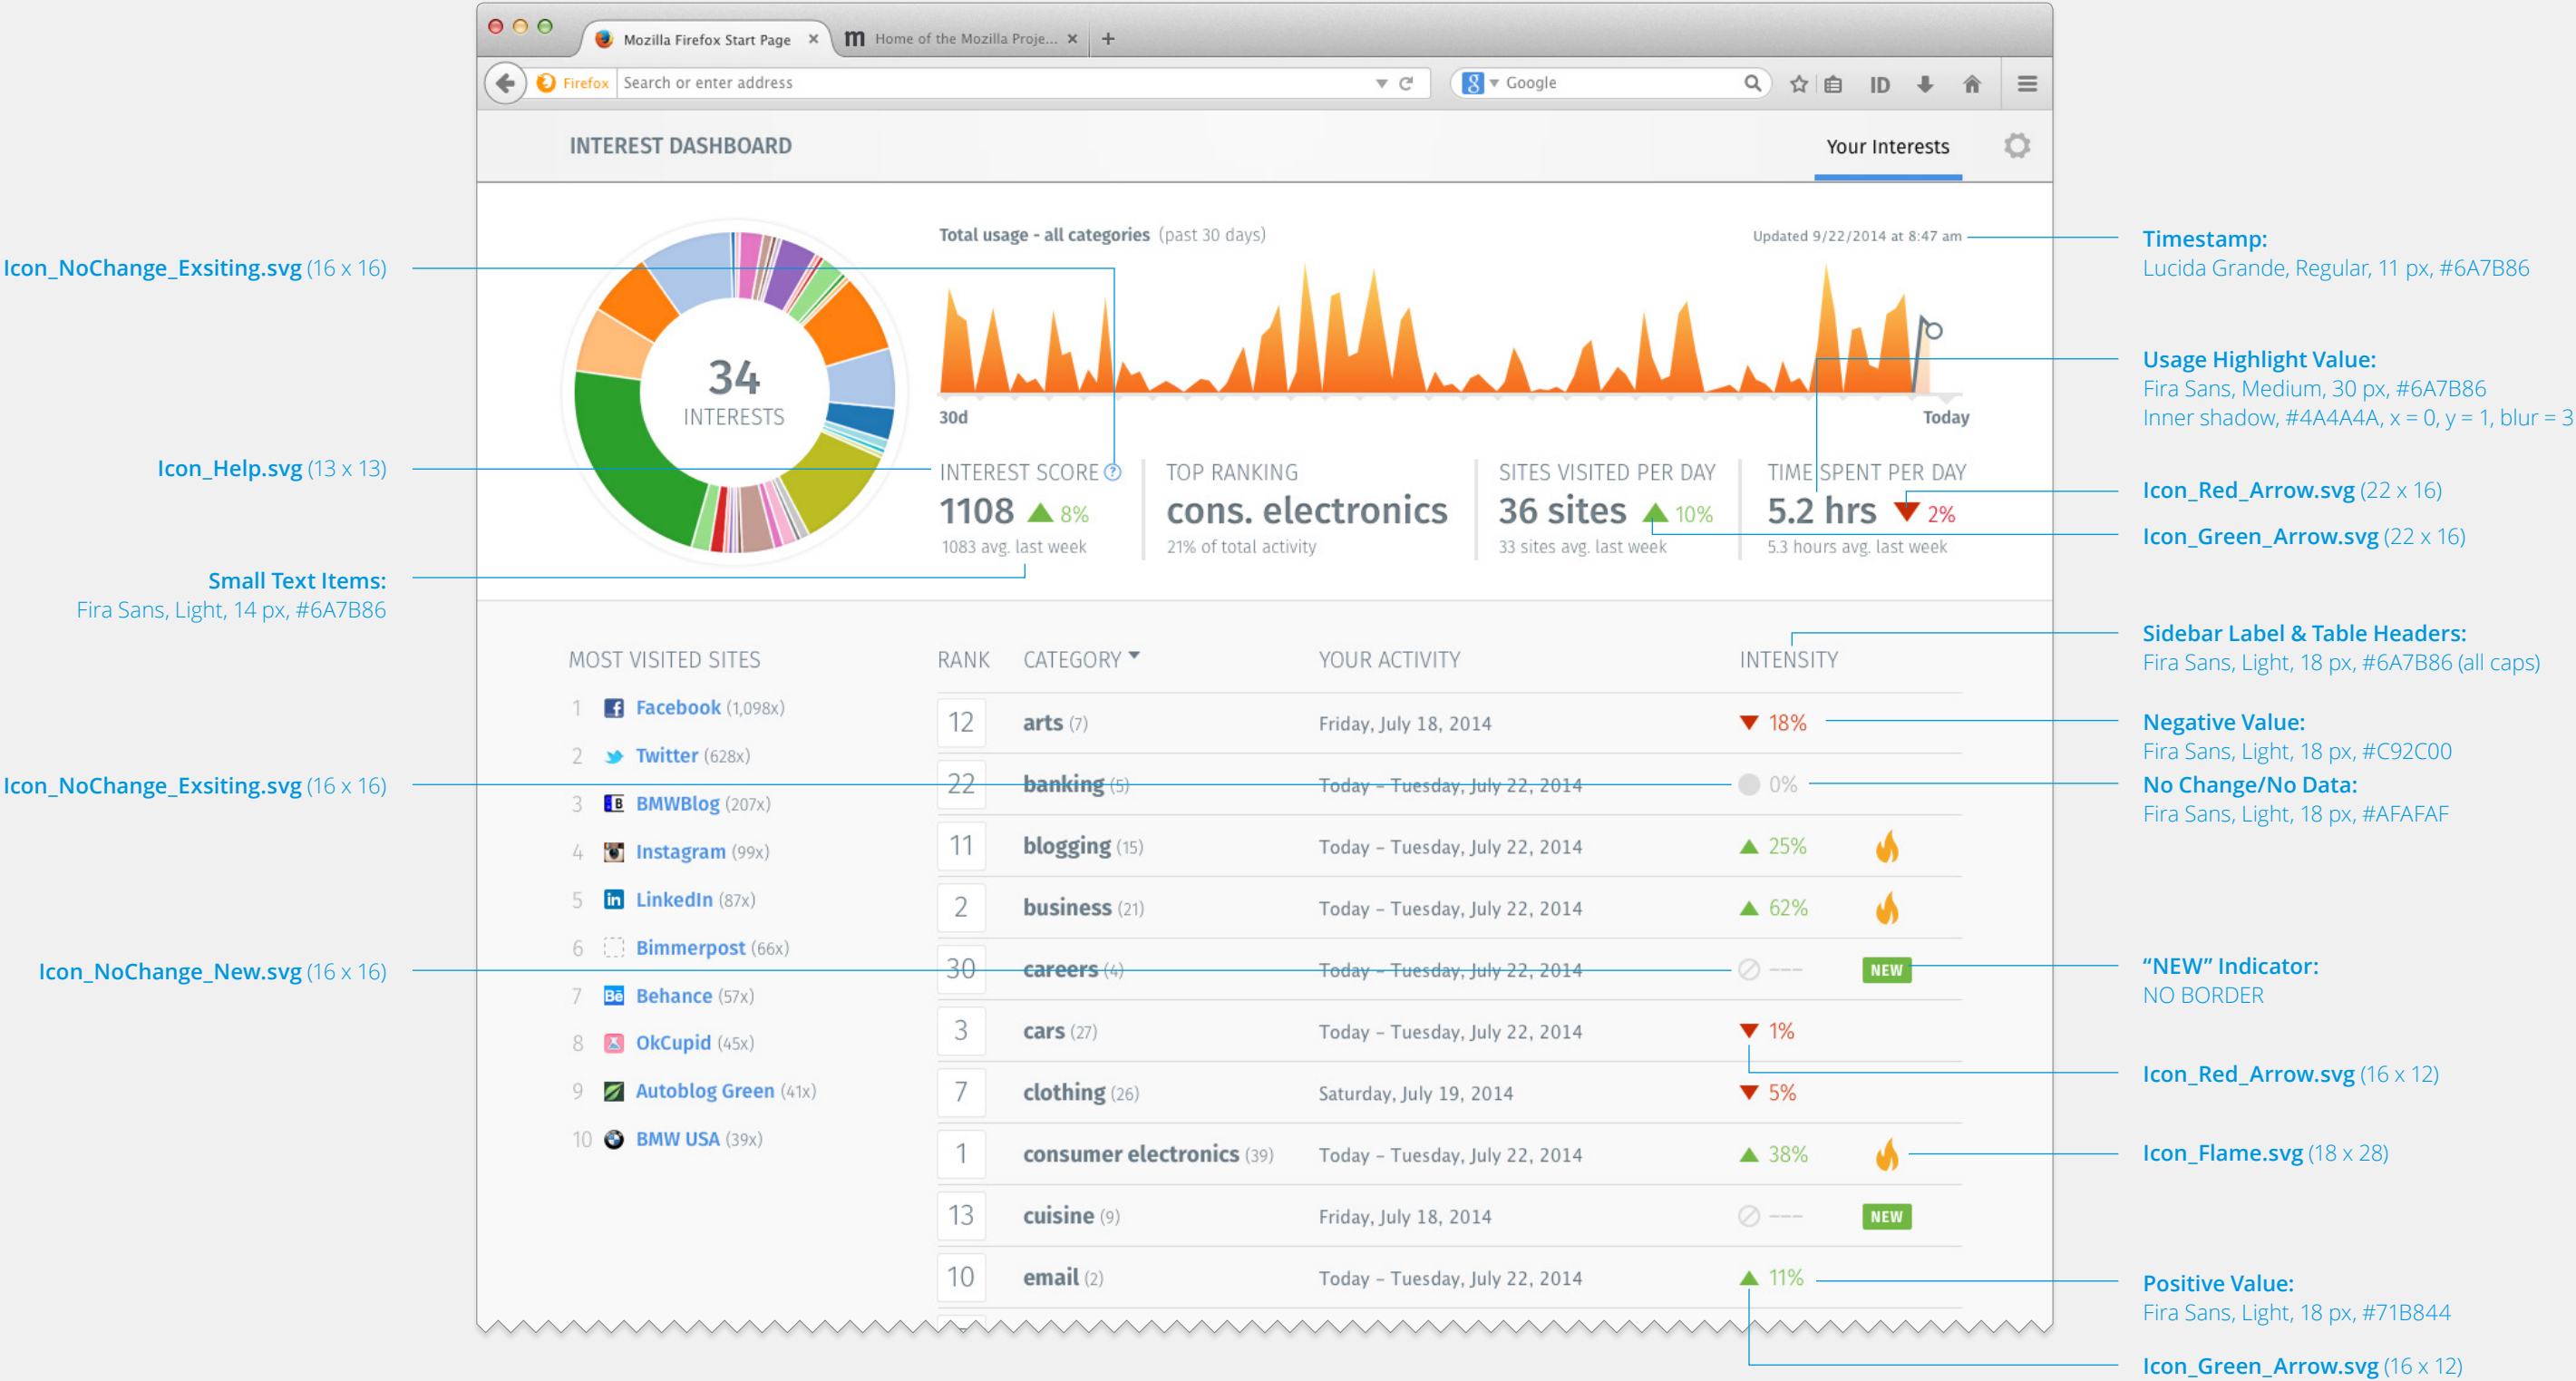 Mozilla Firefox Start Page
Home of the Mozilla Proje...
Firefox
Search or enter address
Google
ID
INTEREST DASHBOARD
Your Interests
Total usage - all categories (past 30 days)
Updated 9/22/2014 at 8:47 am
34
INTERESTS
30d
Today
INTEREST SCORE ?
1108 8%
1083 avg. last week
TOP RANKING
cons. electronics
21% of total activity
SITES VISITED PER DAY
36 sites 10%
33 sites avg. last week
TIME SPENT PER DAY
5.2 hrs 2%
5.3 hours avg. last week
MOST VISITED SITES
1 Facebook (1,098x)
2 Twitter (628x)
3 B BMWBlog (207x)
4 Instagram (99x)
5 in LinkedIn (87x)
6 Bimmerpost (66x)
7 Bē Behance (57x)
8 OkCupid (45x)
9 Autoblog Green (41x)
10 BMW USA (39x)
RANK CATEGORY YOUR ACTIVITY INTENSITY
12 arts (7) Friday, July 18, 2014 18%
22 banking (5) Today – Tuesday, July 22, 2014 0%
11 blogging (15) Today – Tuesday, July 22, 2014 25%
2 business (21) Today – Tuesday, July 22, 2014 62%
30 careers (4) Today – Tuesday, July 22, 2014 --- NEW
3 cars (27) Today – Tuesday, July 22, 2014 1%
7 clothing (26) Saturday, July 19, 2014 5%
1 consumer electronics (39) Today – Tuesday, July 22, 2014 38%
13 cuisine (9) Friday, July 18, 2014 --- NEW
10 email (2) Today – Tuesday, July 22, 2014 11%
Icon_NoChange_Exsiting.svg (16 x 16)
Icon_Help.svg (13 x 13)
Small Text Items:
Fira Sans, Light, 14 px, #6A7B86
Icon_NoChange_Exsiting.svg (16 x 16)
Icon_NoChange_New.svg (16 x 16)
Timestamp:
Lucida Grande, Regular, 11 px, #6A7B86
Usage Highlight Value:
Fira Sans, Medium, 30 px, #6A7B86
Inner shadow, #4A4A4A, x = 0, y = 1, blur = 3
Icon_Red_Arrow.svg (22 x 16)
Icon_Green_Arrow.svg (22 x 16)
Sidebar Label & Table Headers:
Fira Sans, Light, 18 px, #6A7B86 (all caps)
Negative Value:
Fira Sans, Light, 18 px, #C92C00
No Change/No Data:
Fira Sans, Light, 18 px, #AFAFAF
“NEW” Indicator:
NO BORDER
Icon_Red_Arrow.svg (16 x 12)
Icon_Flame.svg (18 x 28)
Positive Value:
Fira Sans, Light, 18 px, #71B844
Icon_Green_Arrow.svg (16 x 12)